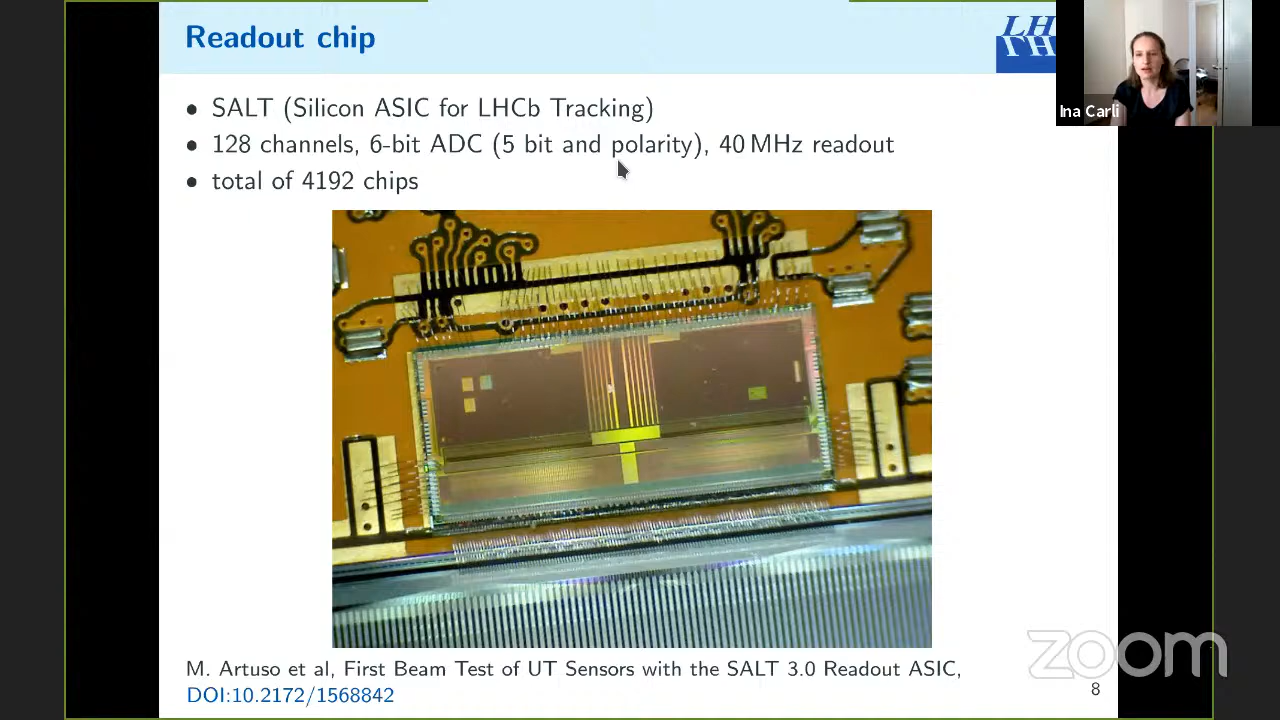 Readout chip
LH
Ina Carli
• SALT (Silicon ASIC for LHCb Tracking)
• 128 channels, 6-bit ADC (5 bit and polarity), 40 MHz readout
• total of 4192 chips
M. Artuso et al, First Beam Test of UT Sensors with the SALT 3.0 Readout ASIC,
DOI:10.2172/1568842
zoom
8